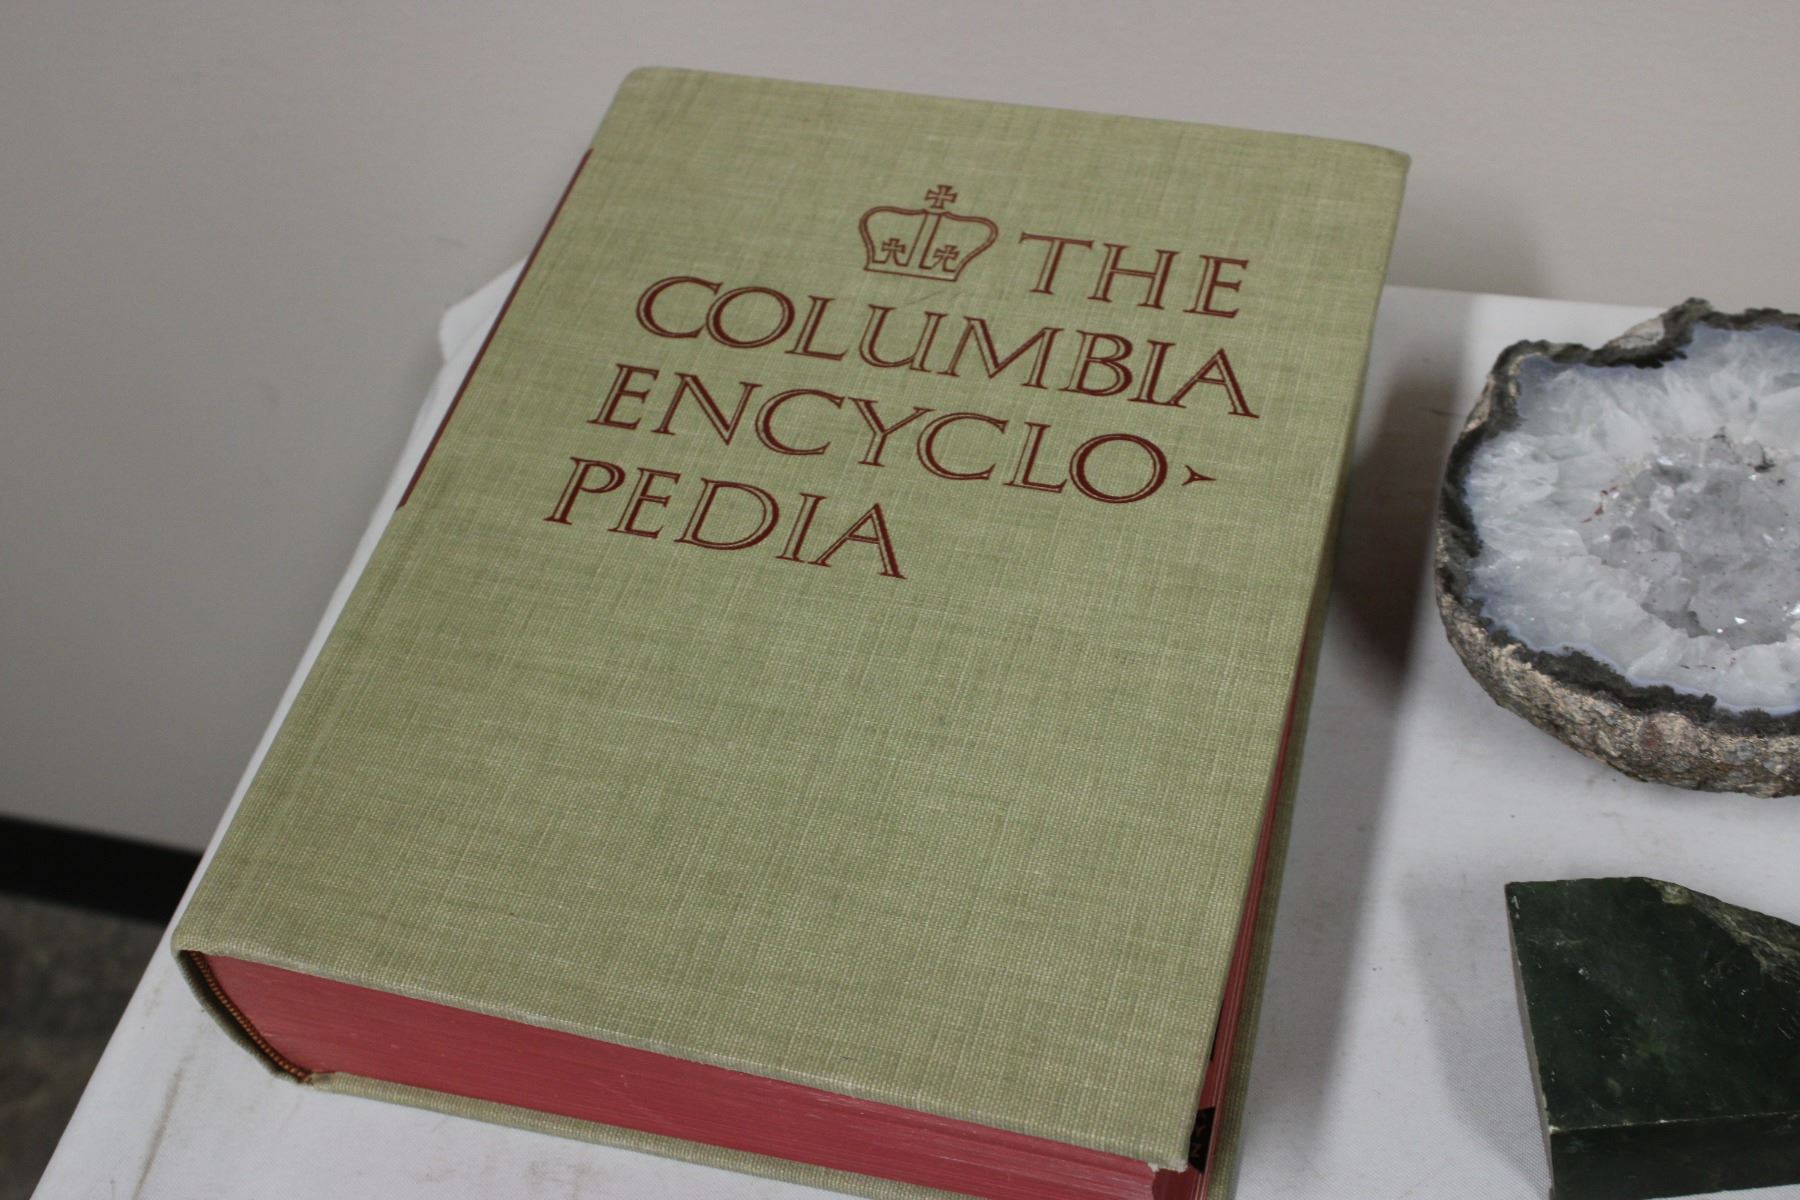 THE
COLUMBIA
ENCYCLO-
PEDIA